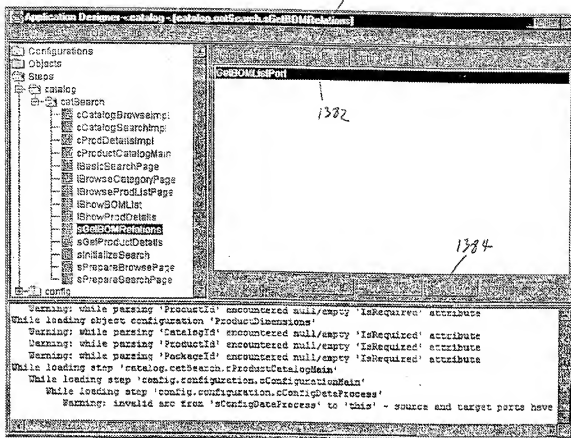 Application Designer - catalog - [catalog.catSearch.sGetBOMRelations]
Configurations
Objects
Steps
catalog
catSearch
cCatalogBrowseImpl
cCatalogSearchImpl
cProdDetailsImpl
cProductCatalogMain
iBasicSearchPage
iBrowseCategoryPage
iBrowseProdListPage
iShowBOMList
iShowProdDetails
sGetBOMRelations
sGetProductDetails
sInitializeSearch
sPrepareBrowsePage
sPrepareSearchPage
config
GetBOMListPort
1382
1384
Warning: while parsing 'ProductId' encountered null/empty 'IsRequired' attribute
While loading objects configuration 'ProductDimensions'
Warning: while parsing 'CatalogId' encountered null/empty 'IsRequired' attribute
Warning: while parsing 'ProductId' encountered null/empty 'IsRequired' attribute
Warning: while parsing 'PackageId' encountered null/empty 'IsRequired' attribute
While loading step 'catalog.catSearch.cProductCatalogMain'
While loading step 'config.configuration.cConfigurationMain'
While loading step 'config.configuration.cConfigDateProcess'
Warning: invalid arc from 'sConfigDateProcess' to 'this' - source and target ports have